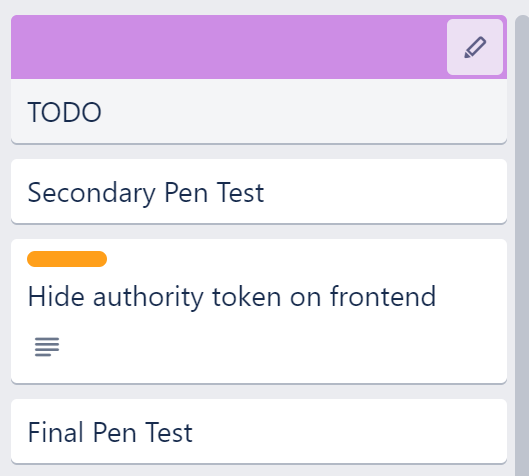 TODO
Secondary Pen Test
Hide authority token on frontend
Final Pen Test